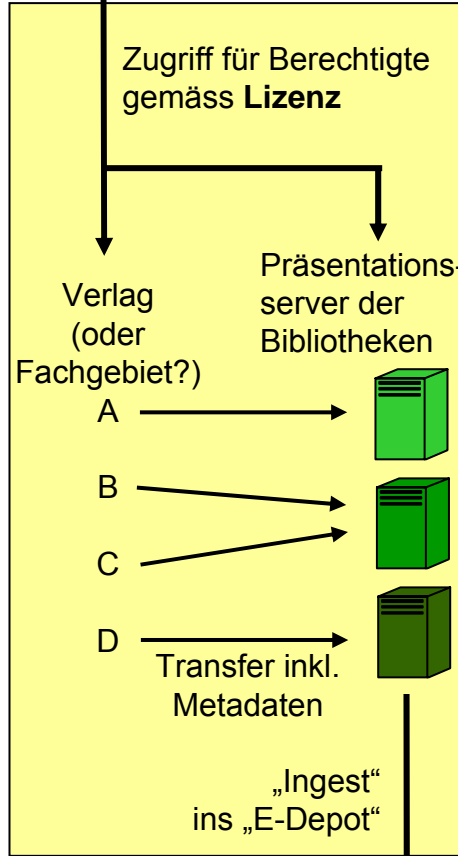 Zugriff für Berechtigte
gemäss Lizenz
Verlag
(oder
Fachgebiet?)
Präsentations-
server der
Bibliotheken
A
B
C
D
Transfer inkl.
Metadaten
„Ingest“
ins „E-Depot“